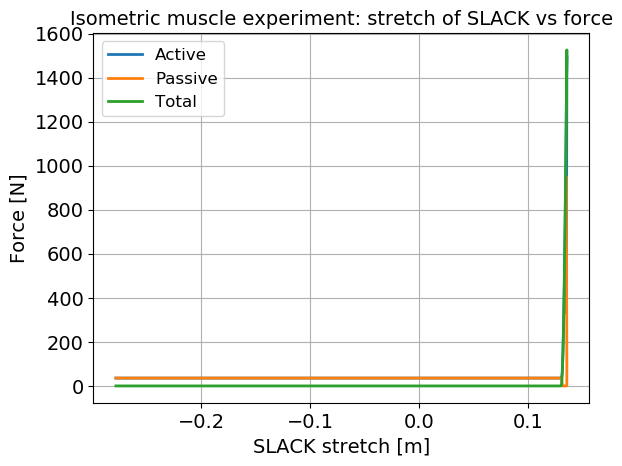 Isometric muscle experiment: stretch of SLACK vs force
1600
1400
1200
1000
800
600
400
200
0
Force [N]
Active
Passive
Total
−0.2
−0.1
0.0
0.1
SLACK stretch [m]